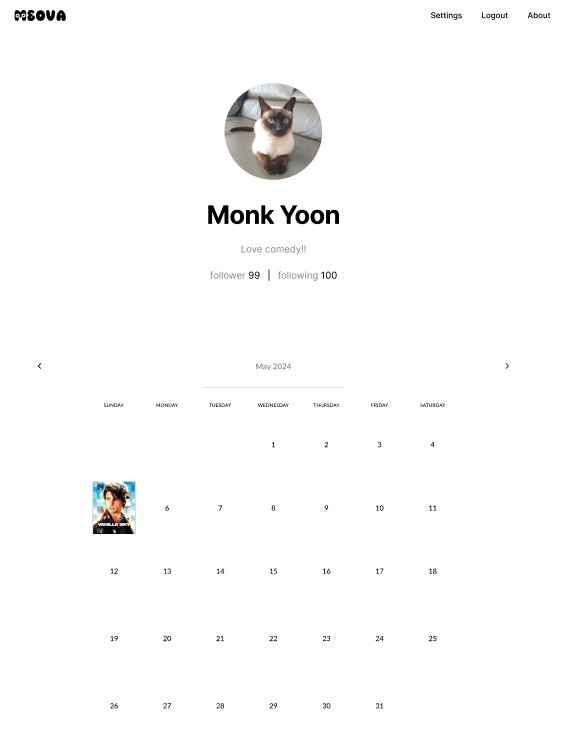 MEOVA
Settings Logout About
Monk Yoon
Love comedy!!
follower 99 | following 100
May 2024
SUNDAY MONDAY TUESDAY WEDNESDAY THURSDAY FRIDAY SATURDAY
1 2 3 4
VANILLA SKY
6 7 8 9 10 11
12 13 14 15 16 17 18
19 20 21 22 23 24 25
26 27 28 29 30 31